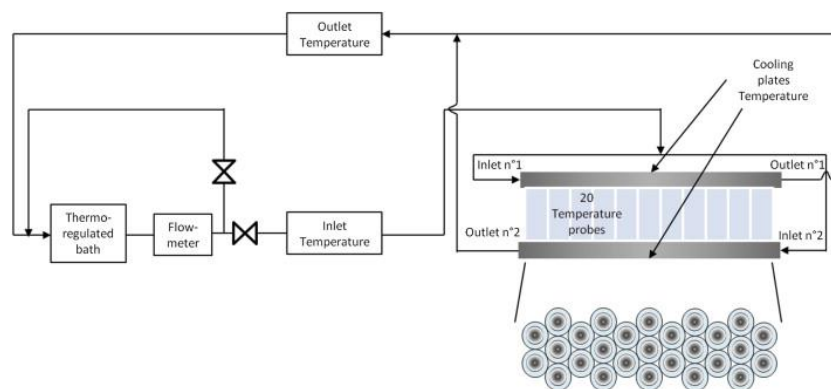 Outlet
Temperature
Cooling
plates
Temperature
Inlet n°1
Outlet n°1
20
Temperature
probes
Thermo-
regulated
bath
Flow-
meter
Inlet
Temperature
Outlet n°2
Inlet n°2